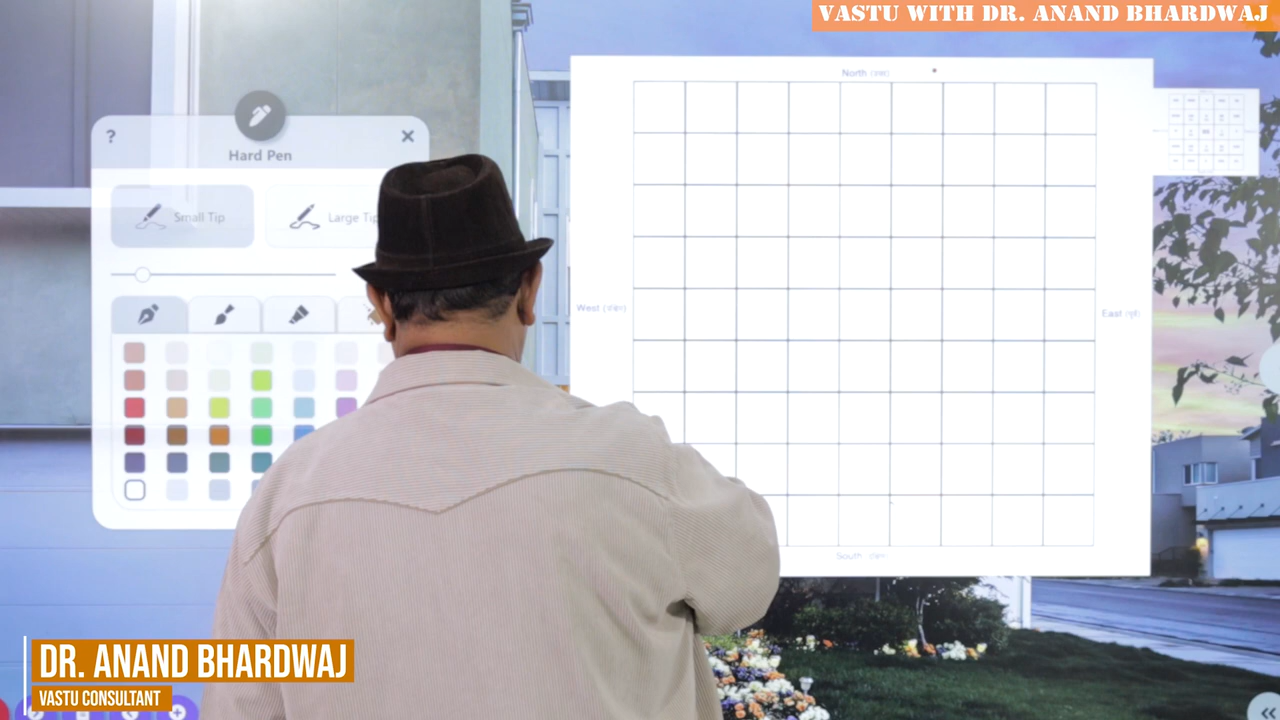 VASTU WITH DR. ANAND BHARDWAJ
North
?
Hard Pen
Small Tip
Large Tip
West
East
South
DR. ANAND BHARDWAJ
VASTU CONSULTANT